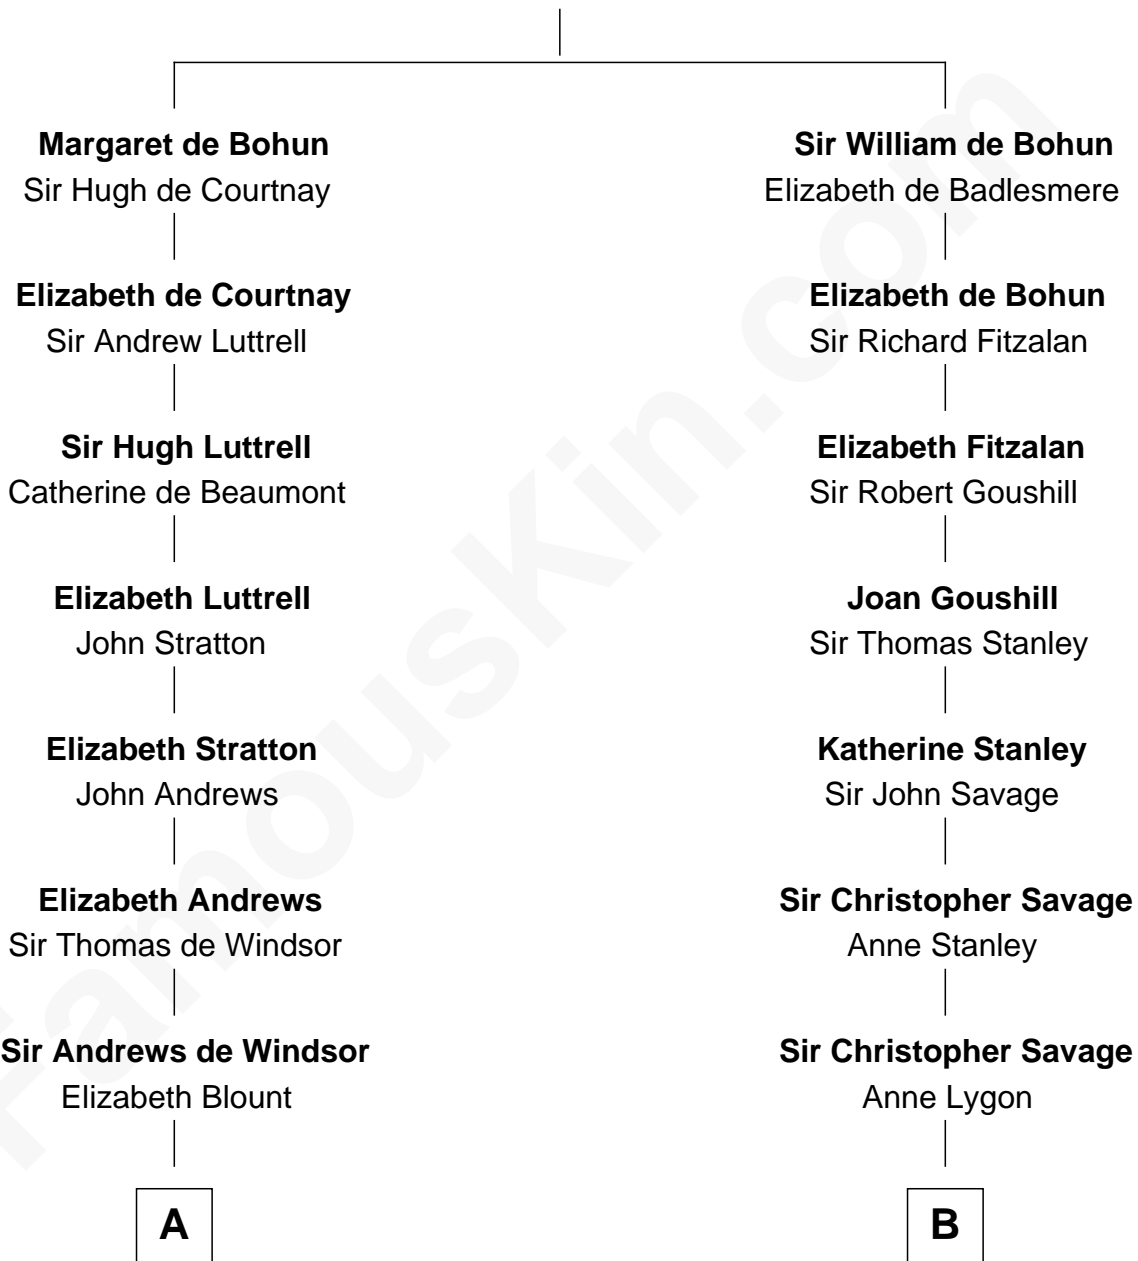 Margaret de Bohun
Sir Hugh de Courtnay
Elizabeth de Courtnay
Sir Andrew Luttrell
Sir Hugh Luttrell
Catherine de Beaumont
Elizabeth Luttrell
John Stratton
Elizabeth Stratton
John Andrews
Elizabeth Andrews
Sir Thomas de Windsor
Sir Andrews de Windsor
Elizabeth Blount
A
Sir William de Bohun
Elizabeth de Badlesmere
Elizabeth de Bohun
Sir Richard Fitzalan
Elizabeth Fitzalan
Sir Robert Goushill
Joan Goushill
Sir Thomas Stanley
Katherine Stanley
Sir John Savage
Sir Christopher Savage
Anne Stanley
Sir Christopher Savage
Anne Lygon
B
FamousKin.com